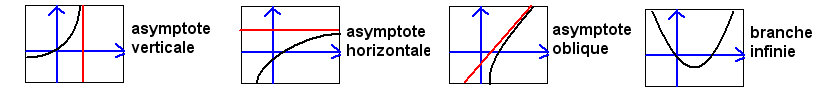 asymptote
verticale
asymptote
horizontale
asymptote
oblique
branche
infinie